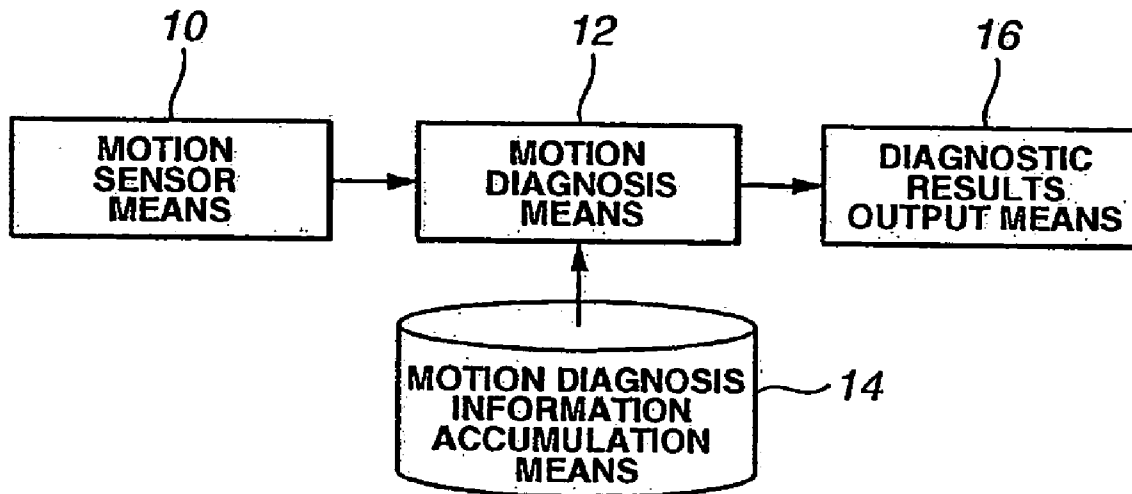 10
12
16
MOTION
SENSOR
MEANS
MOTION
DIAGNOSIS
MEANS
DIAGNOSTIC
RESULTS
OUTPUT MEANS
MOTION DIAGNOSIS
INFORMATION
ACCUMULATION
MEANS
14